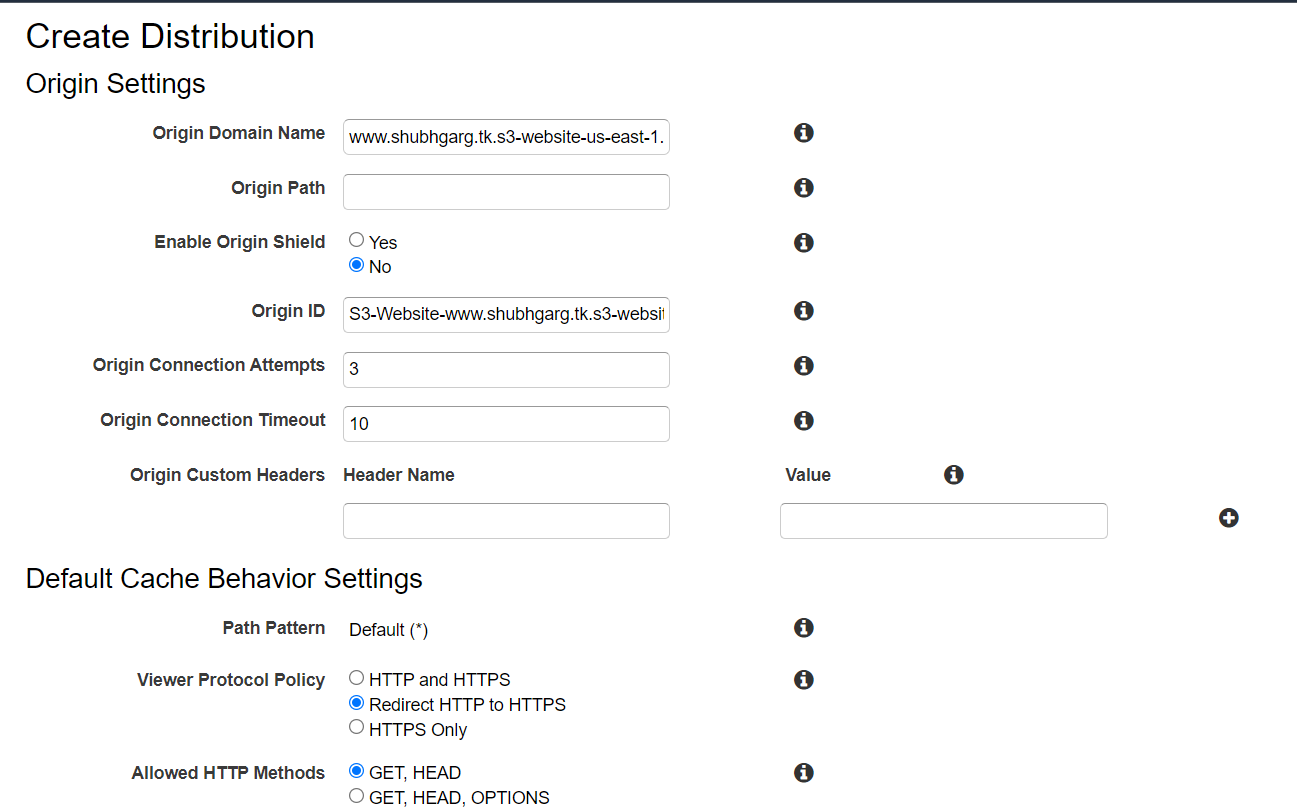 Create Distribution
Origin Settings
Origin Domain Name www.shubhgarg.tk.s3-website-us-east-1.
Origin Path
Enable Origin Shield Yes
No
Origin ID S3-Website-www.shubhgarg.tk.s3-websit
Origin Connection Attempts 3
Origin Connection Timeout 10
Origin Custom Headers Header Name Value
Default Cache Behavior Settings
Path Pattern Default (*)
Viewer Protocol Policy HTTP and HTTPS
Redirect HTTP to HTTPS
HTTPS Only
Allowed HTTP Methods GET, HEAD
GET, HEAD, OPTIONS